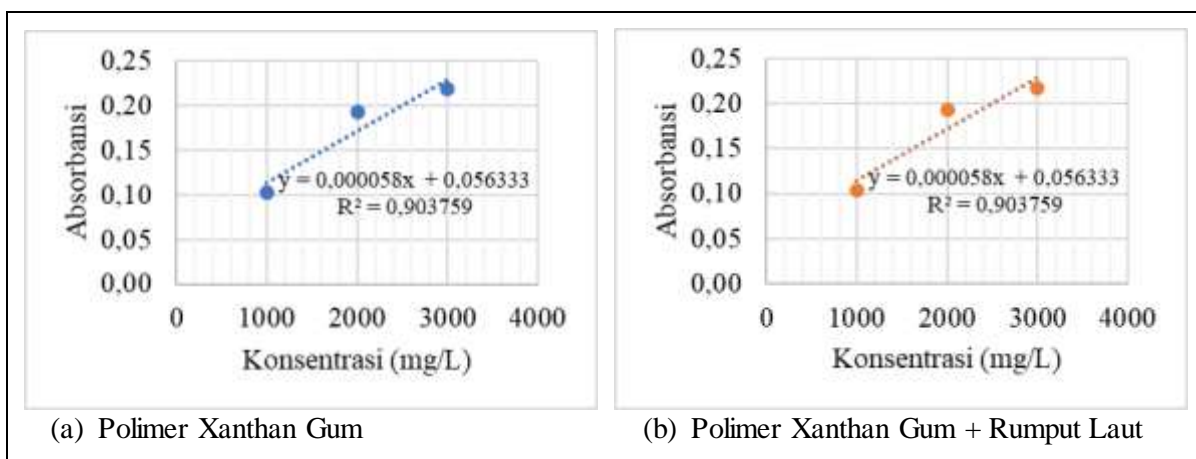 0,25
0,20
0,15
0,10
0,05
0,00
Absorbansi
y = 0,000058x + 0,056333
R² = 0,903759
0 1000 2000 3000 4000
Konsentrasi (mg/L)
(a) Polimer Xanthan Gum
0,25
0,20
0,15
0,10
0,05
0,00
Absorbansi
y = 0,000058x + 0,056333
R² = 0,903759
0 1000 2000 3000 4000
Konsentrasi (mg/L)
(b) Polimer Xanthan Gum + Rumput Laut